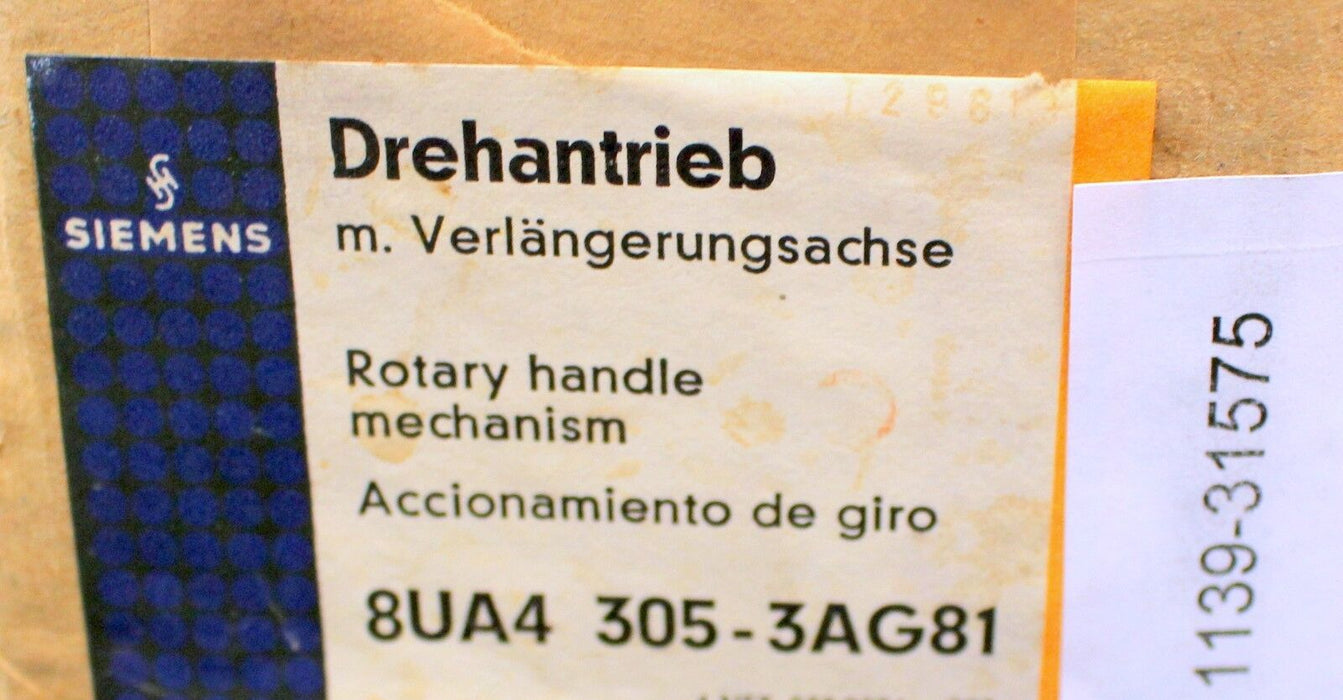 SIEMENS
Drehantrieb
m. Verlängerungsachse
Rotary handle
mechanism
Accionamiento de giro
8UA4 305-3AG81
1139-31575